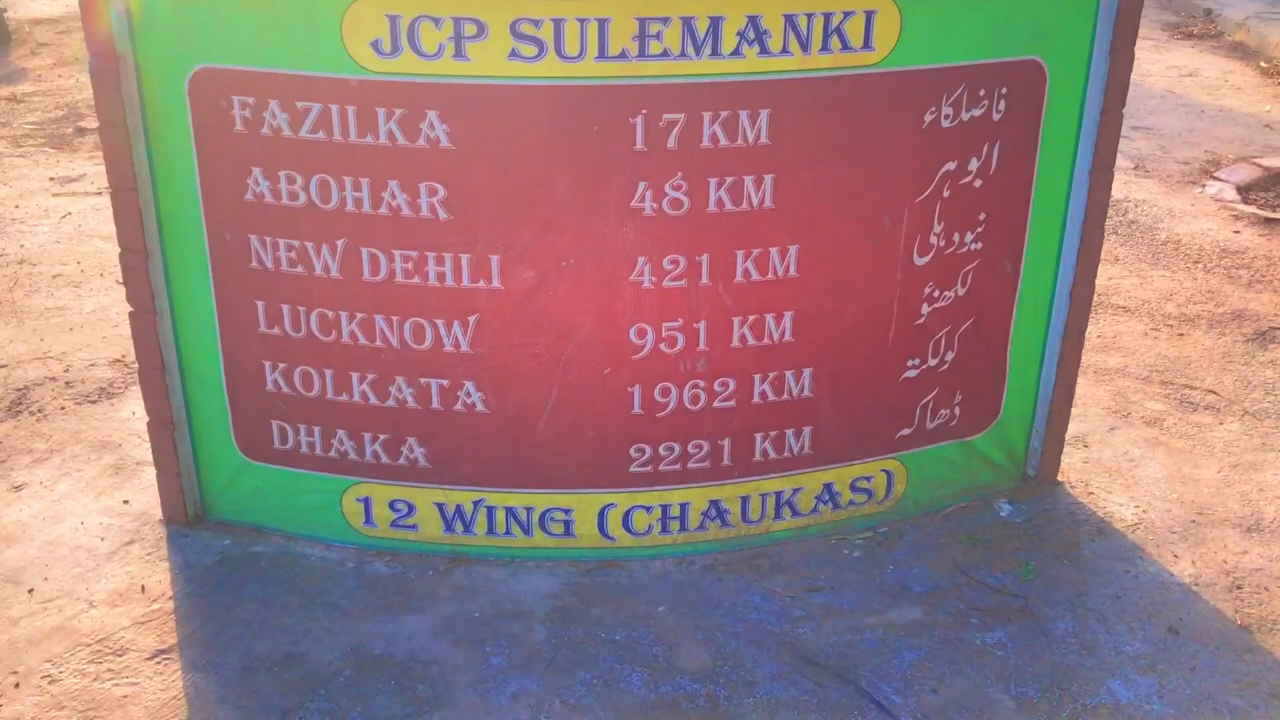 JCP SULEMANKI
FAZILKA 17 KM فاضلکاء
ABOHAR 48 KM ابوہر
NEW DEHLI 421 KM نیودہلی
LUCKNOW 951 KM لکھنؤ
KOLKATA 1962 KM کولکتہ
DHAKA 2221 KM ڈھاکہ
12 WING (CHAUKAS)